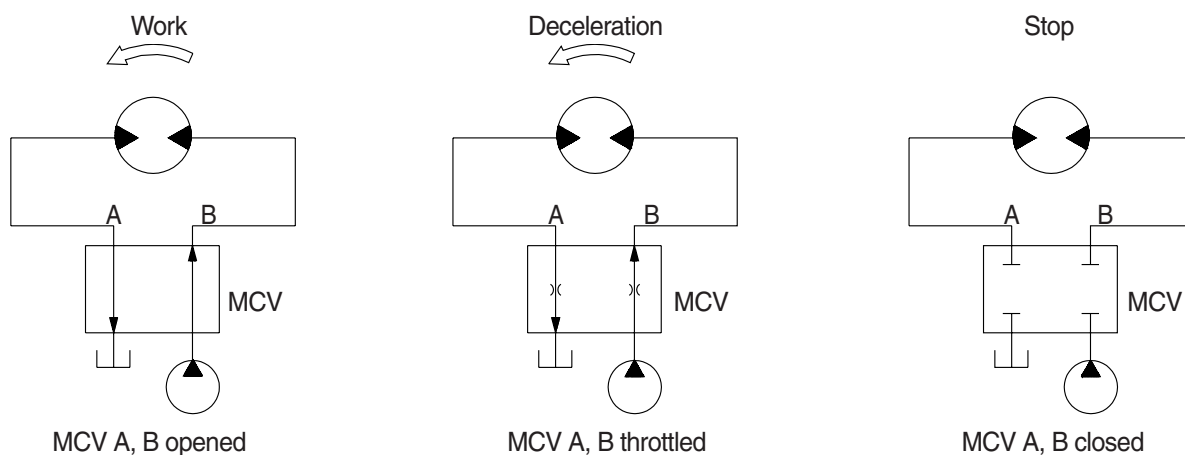 Work
Deceleration
Stop
A
B
A
B
A
B
MCV
MCV
MCV
MCV A, B opened
MCV A, B throttled
MCV A, B closed